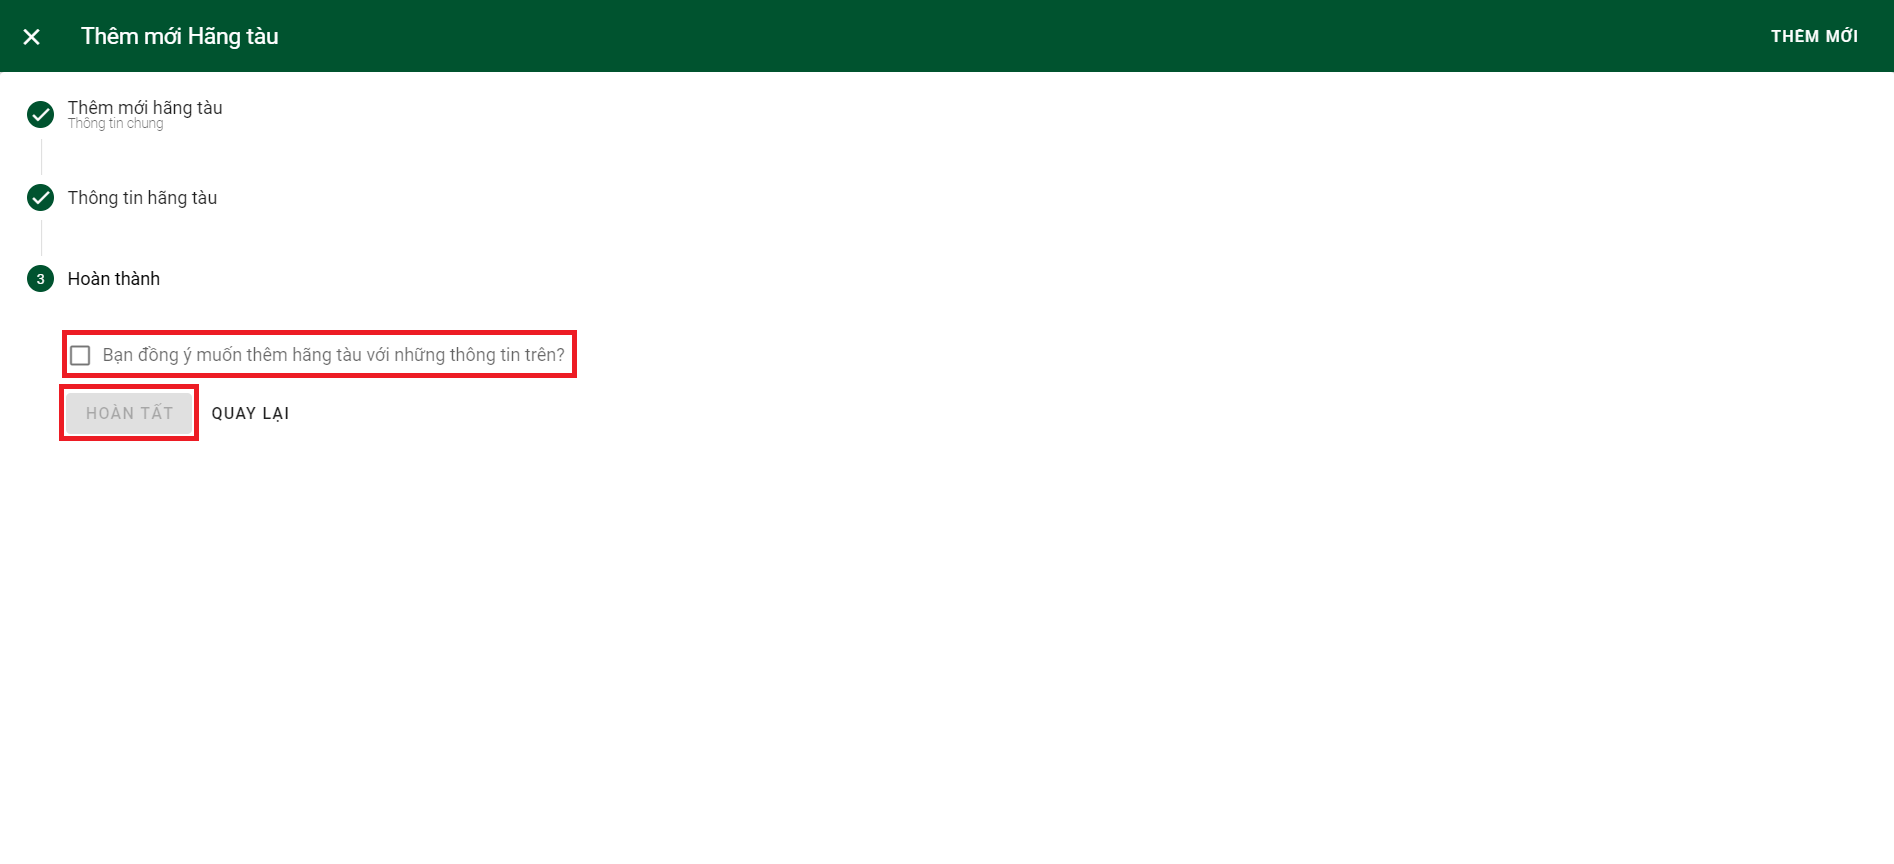 Thêm mới Hãng tàu
THÊM MỚI
Thêm mới hãng tàu
Thông tin chung
Thông tin hãng tàu
3 Hoàn thành
Bạn đồng ý muốn thêm hãng tàu với những thông tin trên?
HOÀN TẤT QUAY LẠI